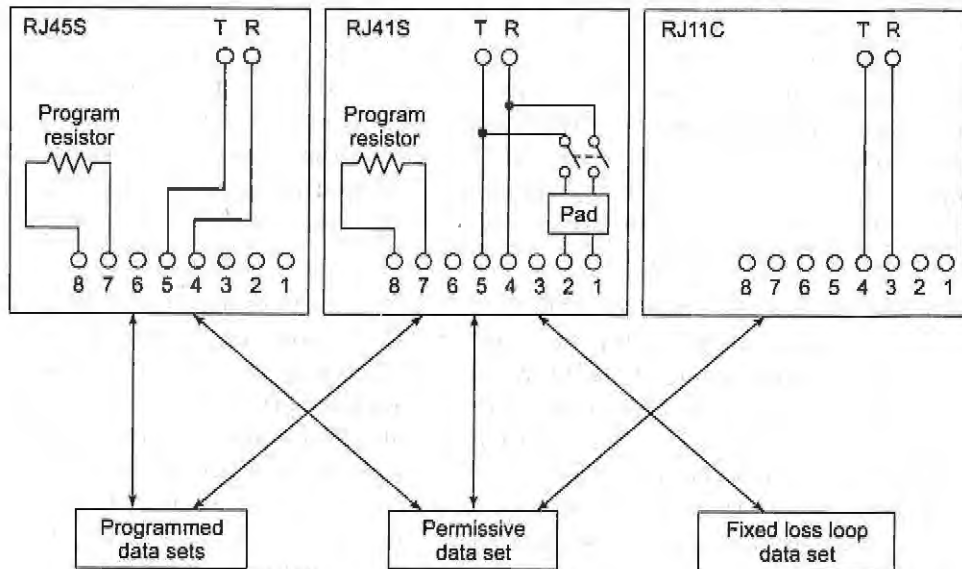 RJ45S
T R
Program
resistor
8 7 6 5 4 3 2 1
RJ41S
T R
Program
resistor
Pad
8 7 6 5 4 3 2 1
RJ11C
T R
8 7 6 5 4 3 2 1
Programmed
data sets
Permissive
data set
Fixed loss loop
data set